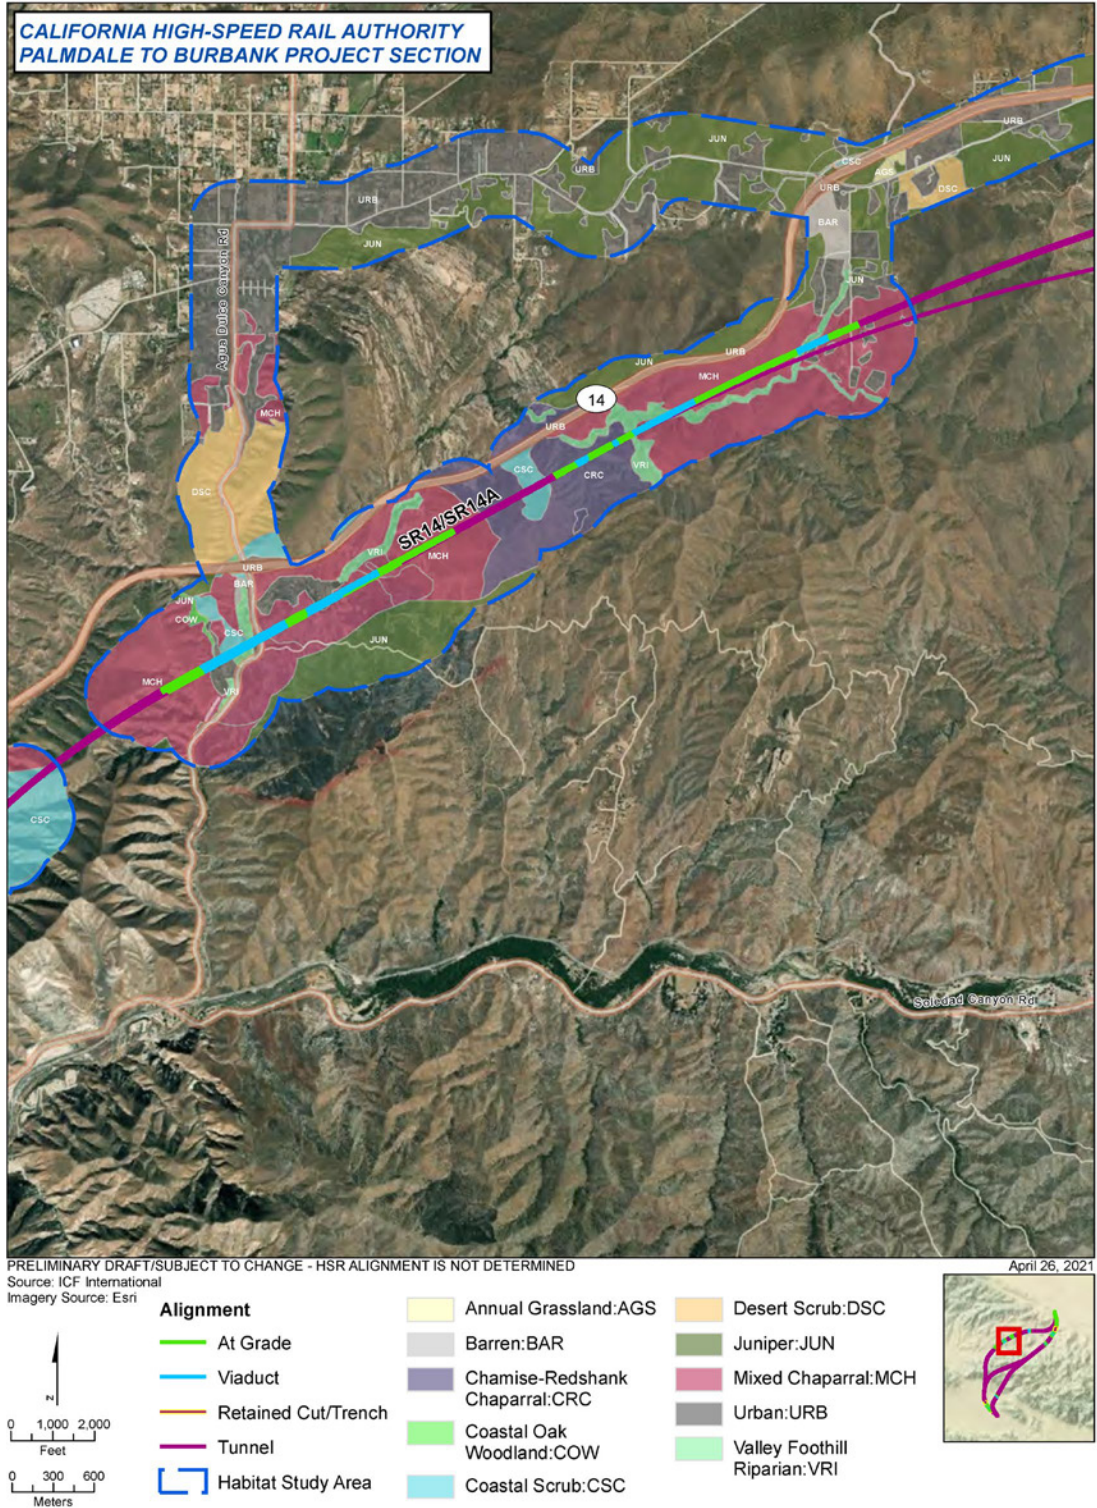 CALIFORNIA HIGH-SPEED RAIL AUTHORITY
PALMDALE TO BURBANK PROJECT SECTION
URB
JUN
JUN
URB
CSC
AGS
URB
DSC
URB
BAR
JUN
Agua Dulce Canyon Rd
JUN
URB
JUN
MCH
14
MCH
URB
CSC
CRC
VRI
DSC
SR14/SR14A
VRI
MCH
URB
BAR
JUN
COW
CSC
JUN
MCH
VRI
CSC
Soledad Canyon Rd
PRELIMINARY DRAFT/SUBJECT TO CHANGE - HSR ALIGNMENT IS NOT DETERMINED
April 26, 2021
Source: ICF International
Imagery Source: Esri
Alignment
At Grade
Viaduct
Retained Cut/Trench
Tunnel
Habitat Study Area
Annual Grassland:AGS
Barren:BAR
Chamise-Redshank
Chaparral:CRC
Coastal Oak
Woodland:COW
Coastal Scrub:CSC
Desert Scrub:DSC
Juniper:JUN
Mixed Chaparral:MCH
Urban:URB
Valley Foothill
Riparian:VRI
N
0 1,000 2,000
Feet
0 300 600
Meters